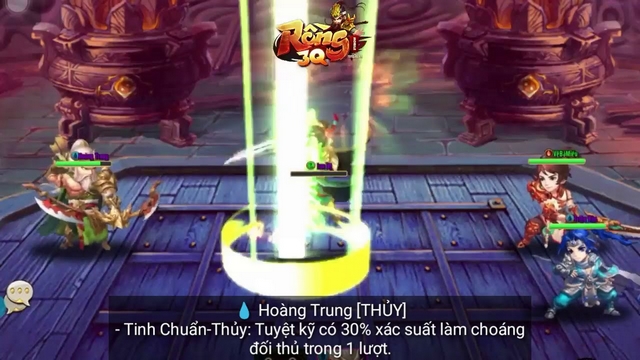 Rồng
3Q
💧 Hoàng Trung [THỦY]
- Tinh Chuẩn-Thủy: Tuyệt kỹ có 30% xác suất làm choáng
đối thủ trong 1 lượt.